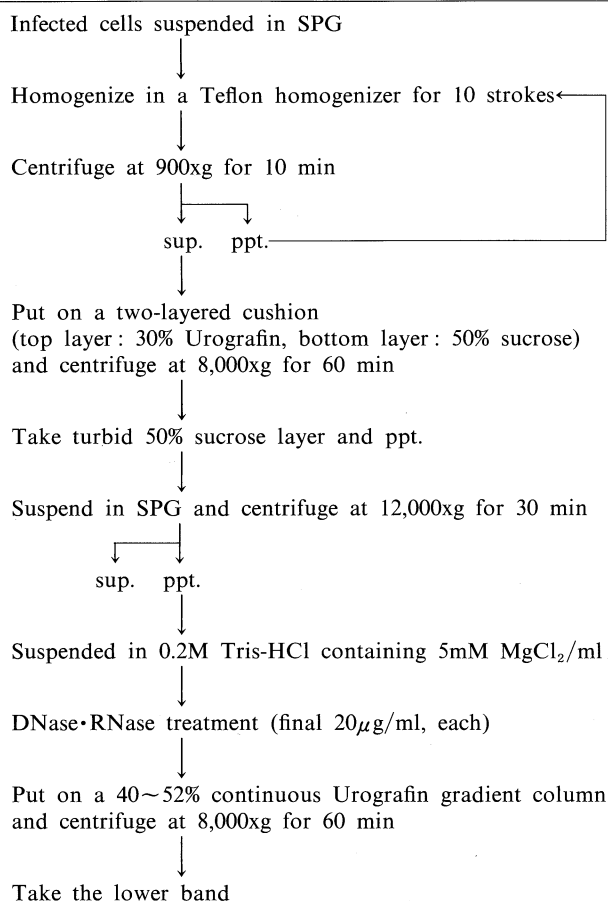 Infected cells suspended in SPG
Homogenize in a Teflon homogenizer for 10 strokes
Centrifuge at 900xg for 10 min
sup. ppt.
Put on a two-layered cushion
(top layer: 30% Urografin, bottom layer: 50% sucrose)
and centrifuge at 8,000xg for 60 min
Take turbid 50% sucrose layer and ppt.
Suspend in SPG and centrifuge at 12,000xg for 30 min
sup. ppt.
Suspended in 0.2M Tris-HCl containing 5mM MgCl₂/ml
DNase·RNase treatment (final 20μg/ml, each)
Put on a 40~52% continuous Urografin gradient column
and centrifuge at 8,000xg for 60 min
Take the lower band